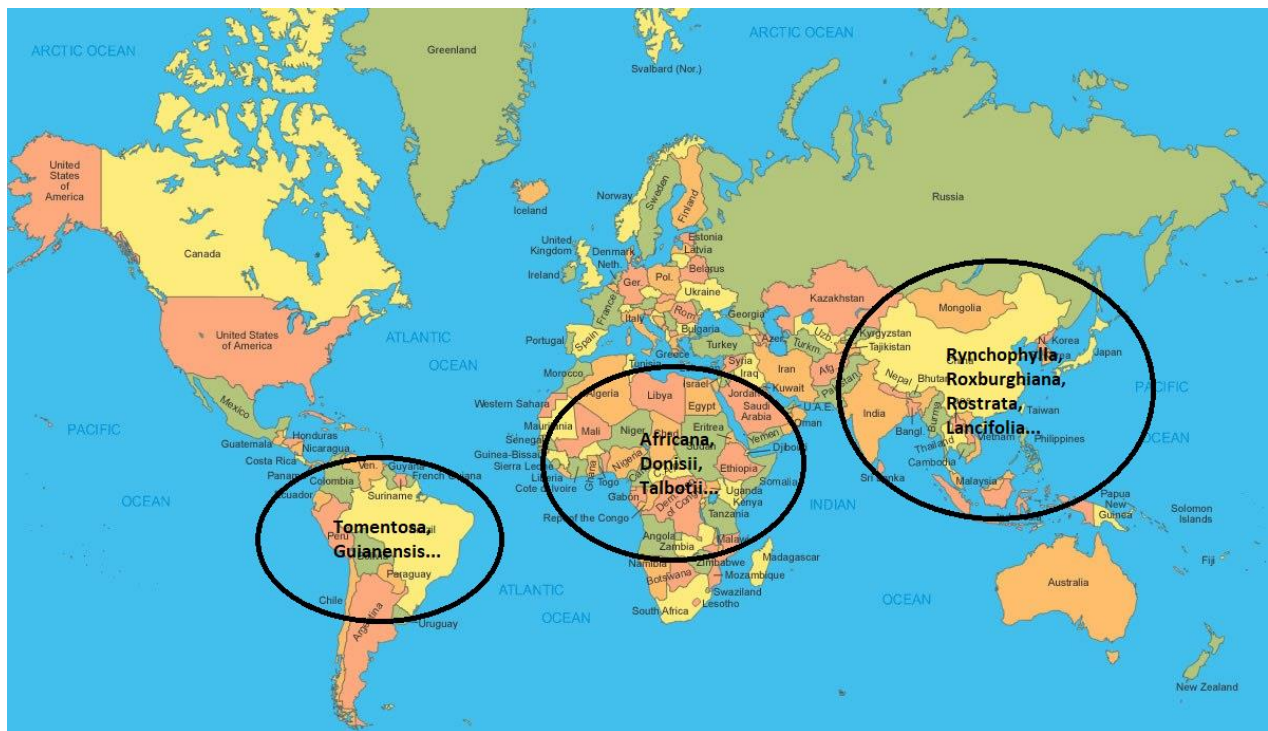 ARCTIC OCEAN
Greenland
Svalbard (Nor.)
ARCTIC OCEAN
United
States
of America
Canada
Iceland
Norway
Sweden
Finland
Russia
United
Kingdom
Ireland
Denmark
Neth.
Estonia
Latvia
Belarus
Ger.
Pol.
Ukraine
France
Rom.
Kazakhstan
Mongolia
United States
of America
ATLANTIC
OCEAN
Portugal
Spain
Italy
Bulgaria
Greece
Turkey
Georgia
Azer.
Uzb.
Turkm.
Kyrgyzstan
Tajikistan
N. Korea
Japan
Rynchophylla,
Roxburghiana,
Rostrata,
Lancifolia...
PACIFIC
OCEAN
Morocco
Tunisia
Syria
Iraq
Iran
Afg.
Pakistan
Nepal
Bhutan
Taiwan
Western Sahara
Algeria
Libya
Israel
Egypt
Jordan
Kuwait
Saudi
Arabia
U.A.E.
Oman
India
Bangl.
Burma
Mexico
Mauritania
Mali
Niger
Eritrea
Yemen
Djibouti
Thailand
Vietnam
Philippines
PACIFIC
OCEAN
Honduras
Guatemala
Nicaragua
Costa Rica
Panama
Senegal
Guinea-Bissau
Sierra Leone
Liberia
Cote d'Ivoire
Ghana
Togo
Nigeria
Africana,
Donisii,
Talbotii...
Sudan
Ethiopia
Somalia
Sri Lanka
Cambodia
Malaysia
Ven.
Guyana
French Guiana
Colombia
Suriname
Ecuador
Gabon
Rep of the Congo
Uganda
Kenya
Tanzania
INDIAN
OCEAN
Papua
New
Guinea
Solomon
Islands
Peru
Tomentosa,
Guianensis...
Angola
Zambia
Malawi
Zimbabwe
Mozambique
Madagascar
Fiji
Paraguay
Chile
Argentina
Uruguay
ATLANTIC
OCEAN
Namibia
Botswana
Swaziland
Lesotho
South Africa
Australia
New Zealand